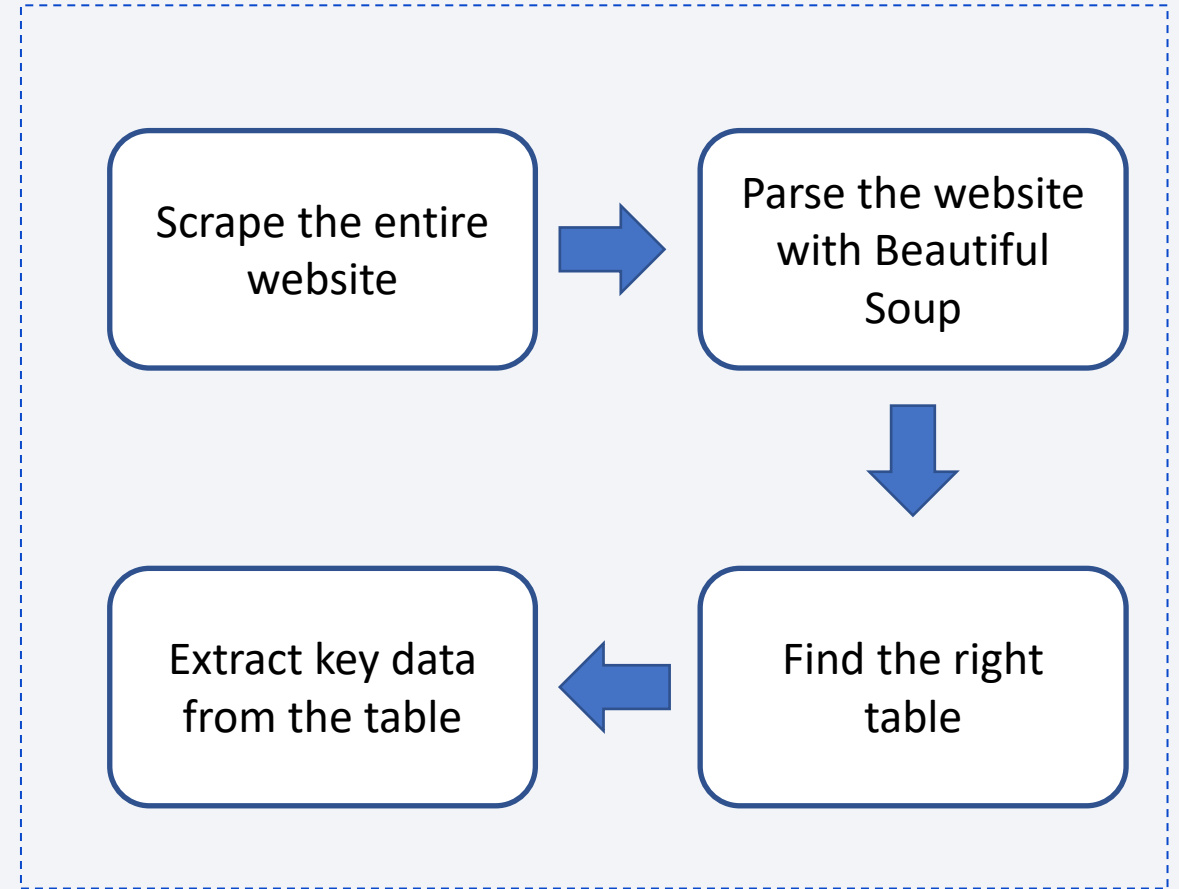 Scrape the entire
website
Parse the website
with Beautiful
Soup
Find the right
table
Extract key data
from the table